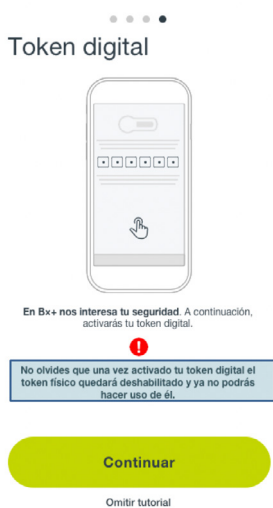 Token digital
En Bx+ nos interesa tu seguridad. A continuación,
activarás tu token digital.
No olvides que una vez activado tu token digital el
token físico quedará deshabilitado y ya no podrás
hacer uso de él.
Continuar
Omitir tutorial